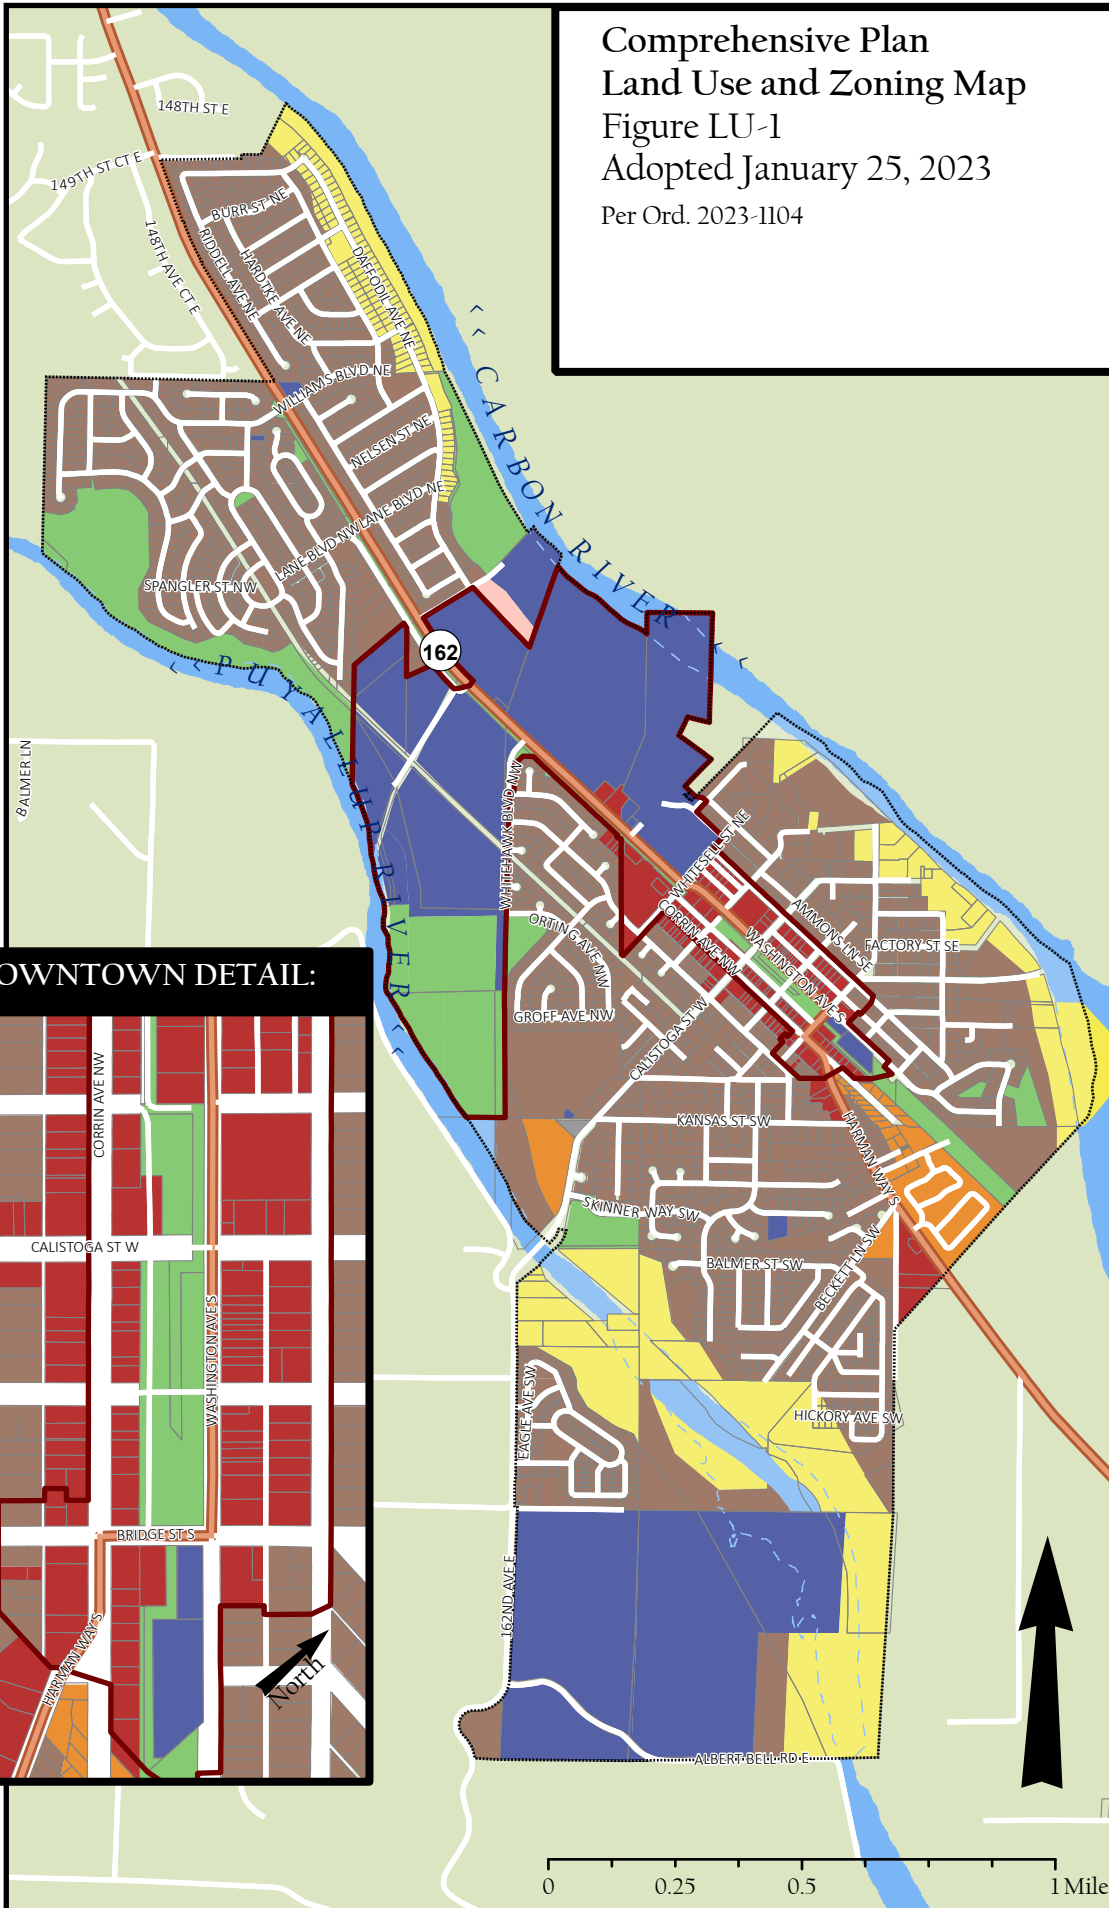 Comprehensive Plan
Land Use and Zoning Map
Figure LU-1
Adopted January 25, 2023
Per Ord. 2023-1104
148TH ST E
149TH ST CT E
148TH AVE CT E
BURR ST NE
RIDDELL AVE NE
HARDTKE AVE NE
DAFFODIL AVE NE
WILLIAMS BLVD NE
NELSEN ST NE
LANE BLVD NW
LANE BLVD NE
SPANGLER ST NW
< < CARBON RIVER < <
162
< < PUYALLUP RIVER < <
BALMER LN
WHITEHAWK BLVD NW
WHITESELL ST NE
ORTING AVE NW
CORRIN AVE NW
WASHINGTON AVE S
AMMONS LN SE
FACTORY ST SE
GROFF AVE NW
CALISTOGA ST W
KANSAS ST SW
HARMAN WAY S
SKINNER WAY SW
BALMER ST SW
BECKETT LN SW
EAGLE AVE SW
HICKORY AVE SW
162ND AVE E
ALBERT BELL RD E
OWNTOWN DETAIL:
CORRIN AVE NW
CALISTOGA ST W
WASHINGTON AVE S
BRIDGE ST S
HARMAN WAY S
North
0 0.25 0.5 1 Mile